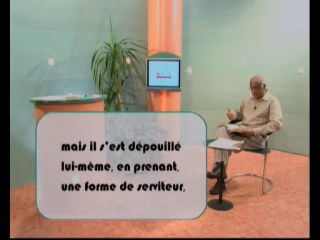 mais il s'est dépouillé
lui-même, en prenant,
une forme de serviteur,